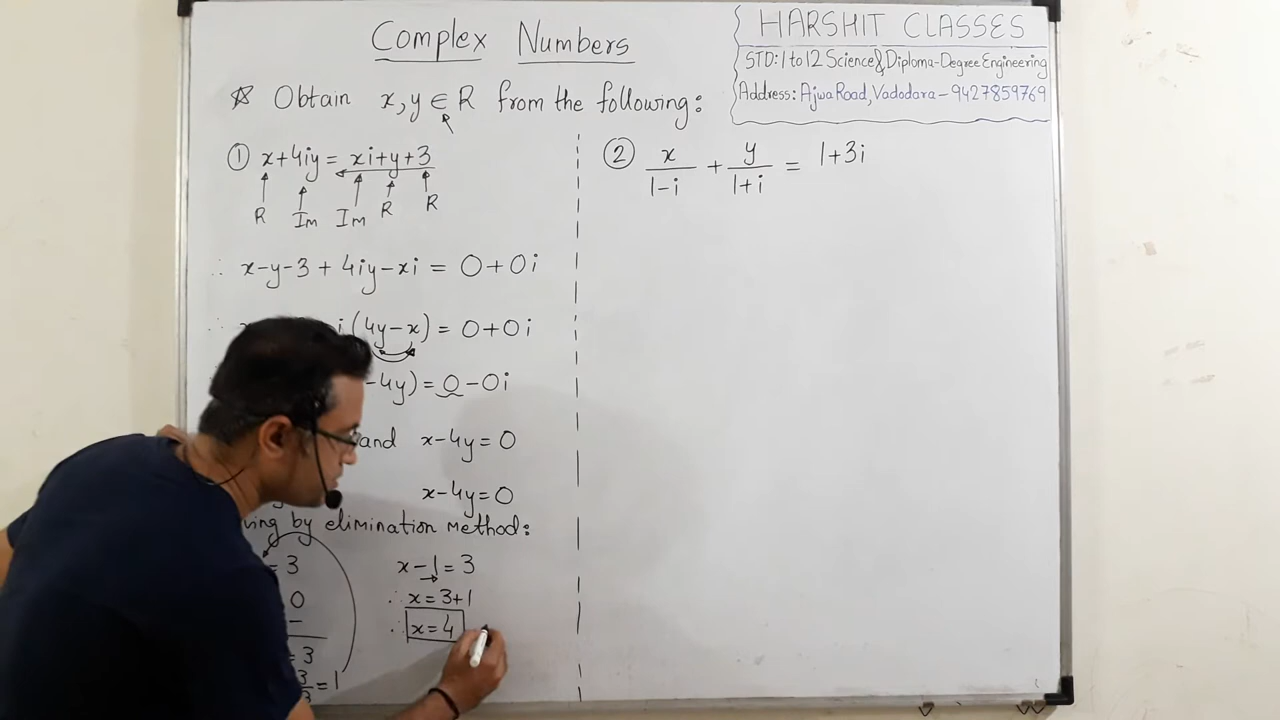 Complex Numbers
HARSHIT CLASSES
STD: 1 to 12 Science & Diploma-Degree Engineering
Address: Ajwa Road, Vadodara - 9427859769
☆ Obtain x, y ∈ R from the following:
① x+4iy = xi+y+3
R Im Im R R
∴ x-y-3 + 4iy-xi = 0+0i
∴ i(4y-x) = 0+0i
-4y) = 0-0i
and x-4y=0
x-4y=0
by elimination method:
= 3
0
-
= 3
3 = 1
x-1=3
∴ x=3+1
∴ x=4
② x/1-i + y/1+i = 1+3i